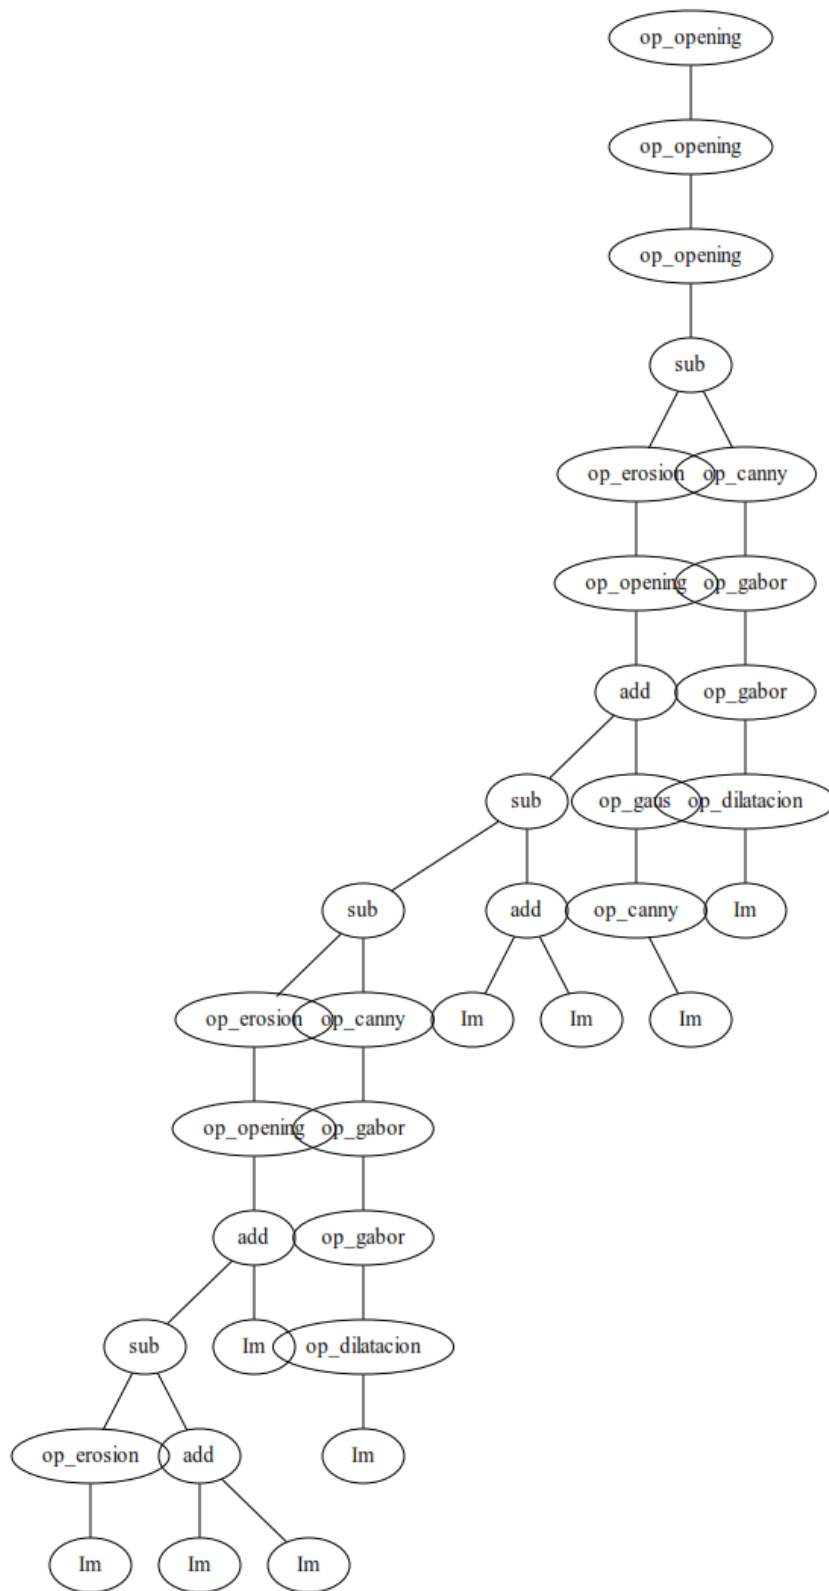 op_opening
op_opening
op_opening
sub
op_erosion op_canny
op_opening op_gabor
add op_gabor
sub op_gaus op_dilatacion
sub add op_canny Im
op_erosion op_canny Im Im Im
op_opening op_gabor
add op_gabor
sub Im op_dilatacion
op_erosion add Im
Im Im Im